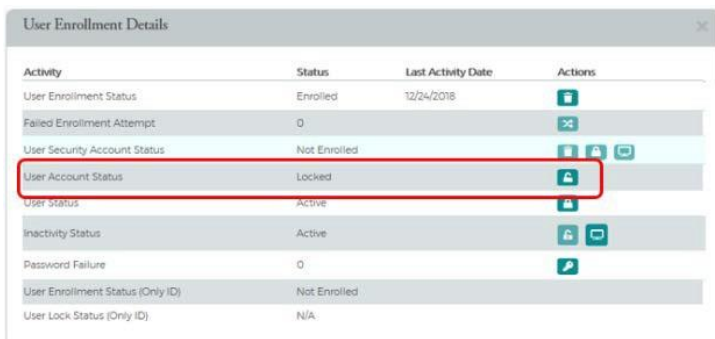 User Enrollment Details
Activity Status Last Activity Date Actions
User Enrollment Status Enrolled 12/24/2018
Failed Enrollment Attempt 0
User Security Account Status Not Enrolled
User Account Status Locked
User Status Active
Inactivity Status Active
Password Failure 0
User Enrollment Status (Only ID) Not Enrolled
User Lock Status (Only ID) N/A